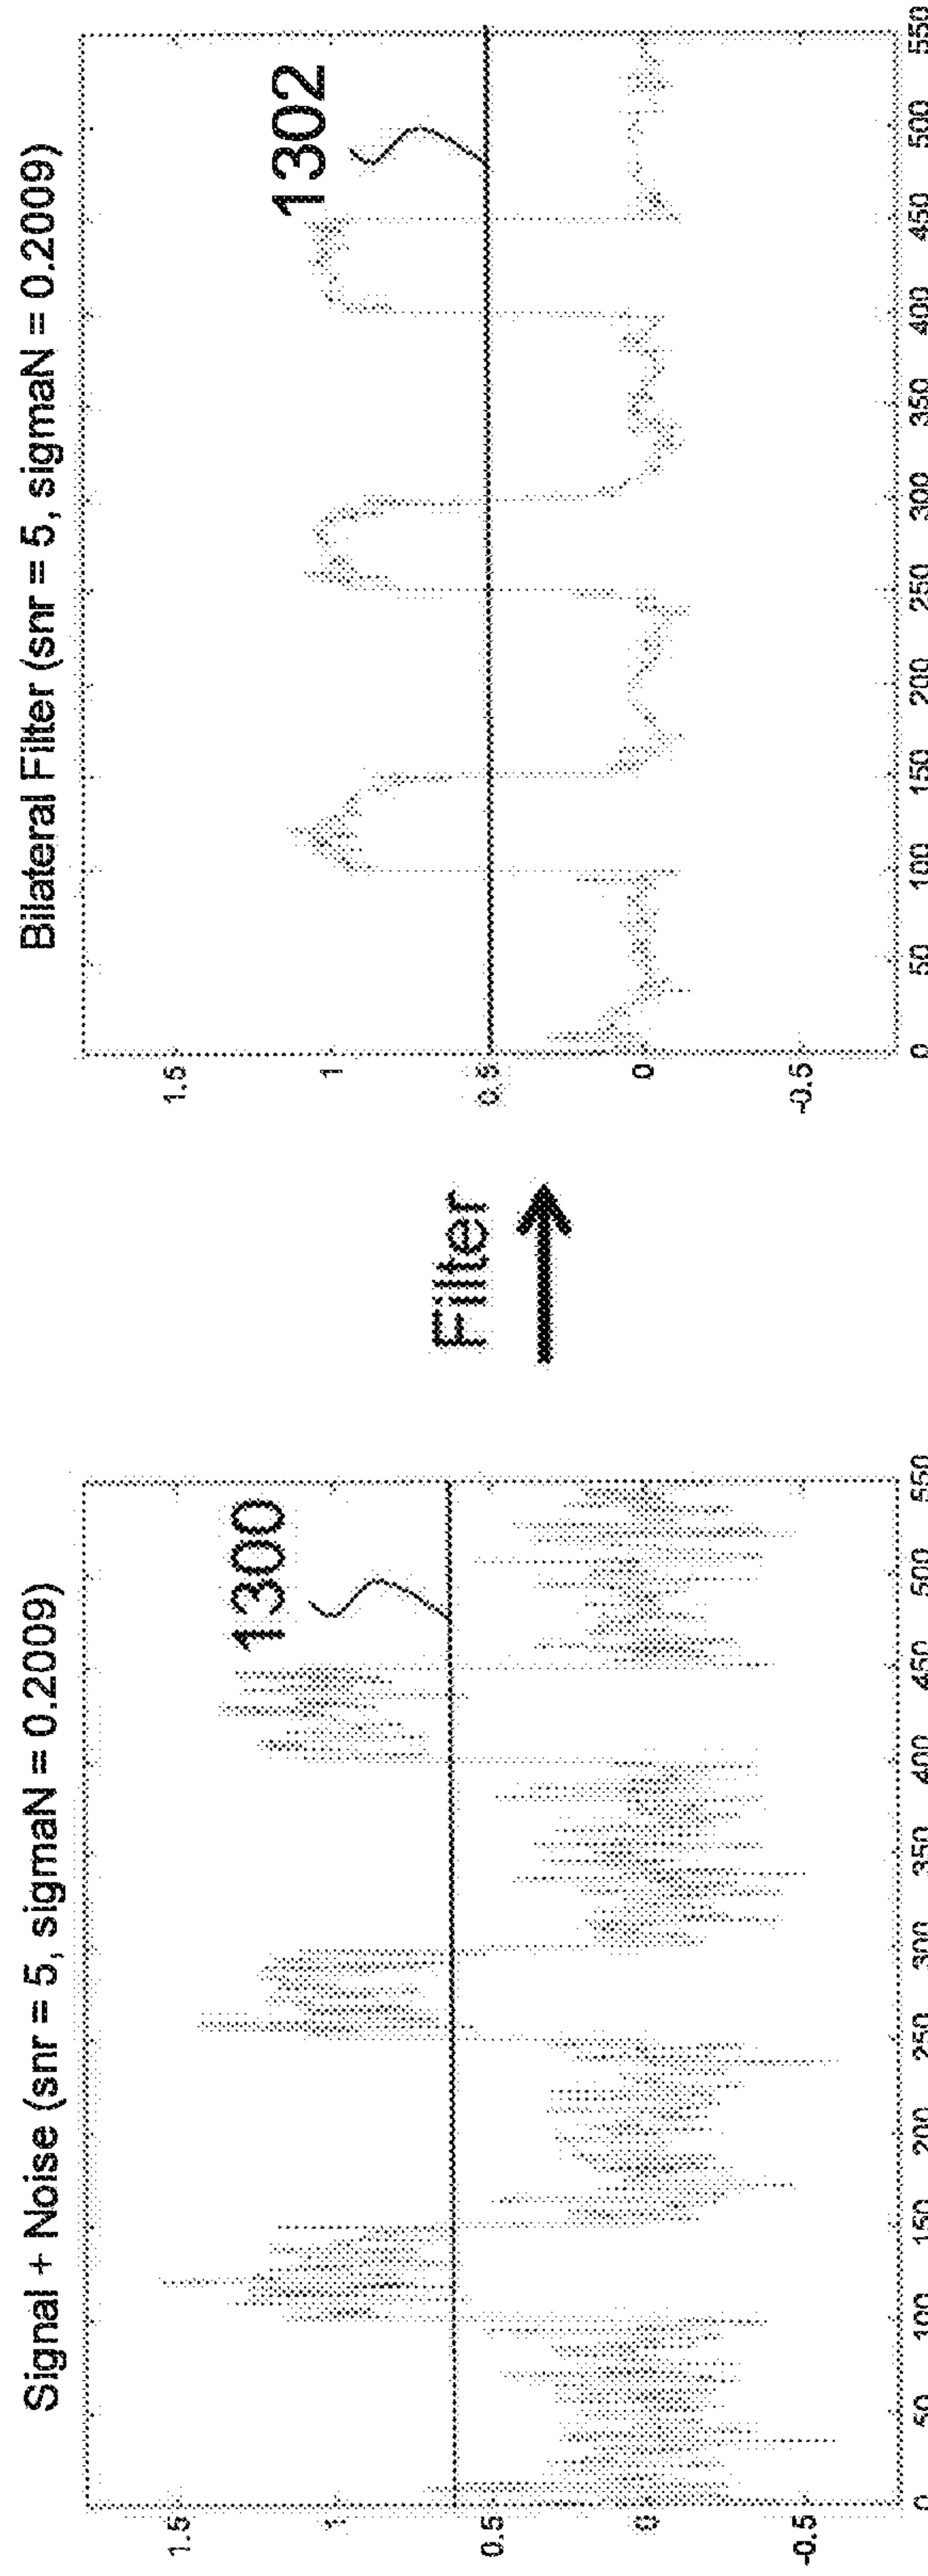 Signal + Noise (snr = 5, sigmaN = 0.2009)
1300
1.5
1
0.5
0
-0.5
0 50 100 150 200 250 300 350 400 450 500 550
Filter
Bilateral Filter (snr = 5, sigmaN = 0.2009)
1302
1.5
1
0.5
0
-0.5
0 50 100 150 200 250 300 350 400 450 500 550